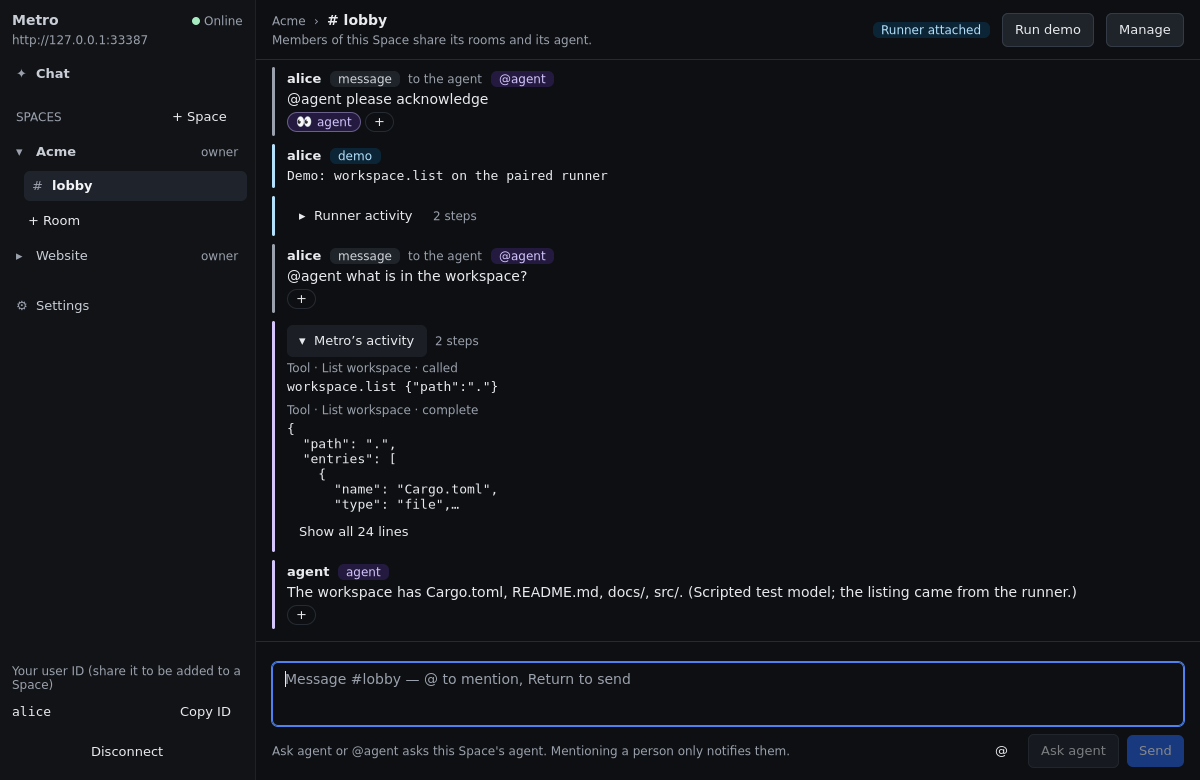 Metro
Online
http://127.0.0.1:33387
Chat
SPACES
+ Space
▾ Acme owner
# lobby
+ Room
▸ Website owner
Settings
Your user ID (share it to be added to a
Space)
alice
Copy ID
Disconnect
Acme › # lobby
Members of this Space share its rooms and its agent.
Runner attached
Run demo
Manage
alice message to the agent @agent
@agent please acknowledge
👀 agent +
alice demo
Demo: workspace.list on the paired runner
▸ Runner activity 2 steps
alice message to the agent @agent
@agent what is in the workspace?
+
▾ Metro’s activity 2 steps
Tool · List workspace · called
workspace.list {"path":"."}
Tool · List workspace · complete
{
"path": ".",
"entries": [
{
"name": "Cargo.toml",
"type": "file",…
Show all 24 lines
agent agent
The workspace has Cargo.toml, README.md, docs/, src/. (Scripted test model; the listing came from the runner.)
+
Message #lobby — @ to mention, Return to send
Ask agent or @agent asks this Space's agent. Mentioning a person only notifies them.
@
Ask agent
Send